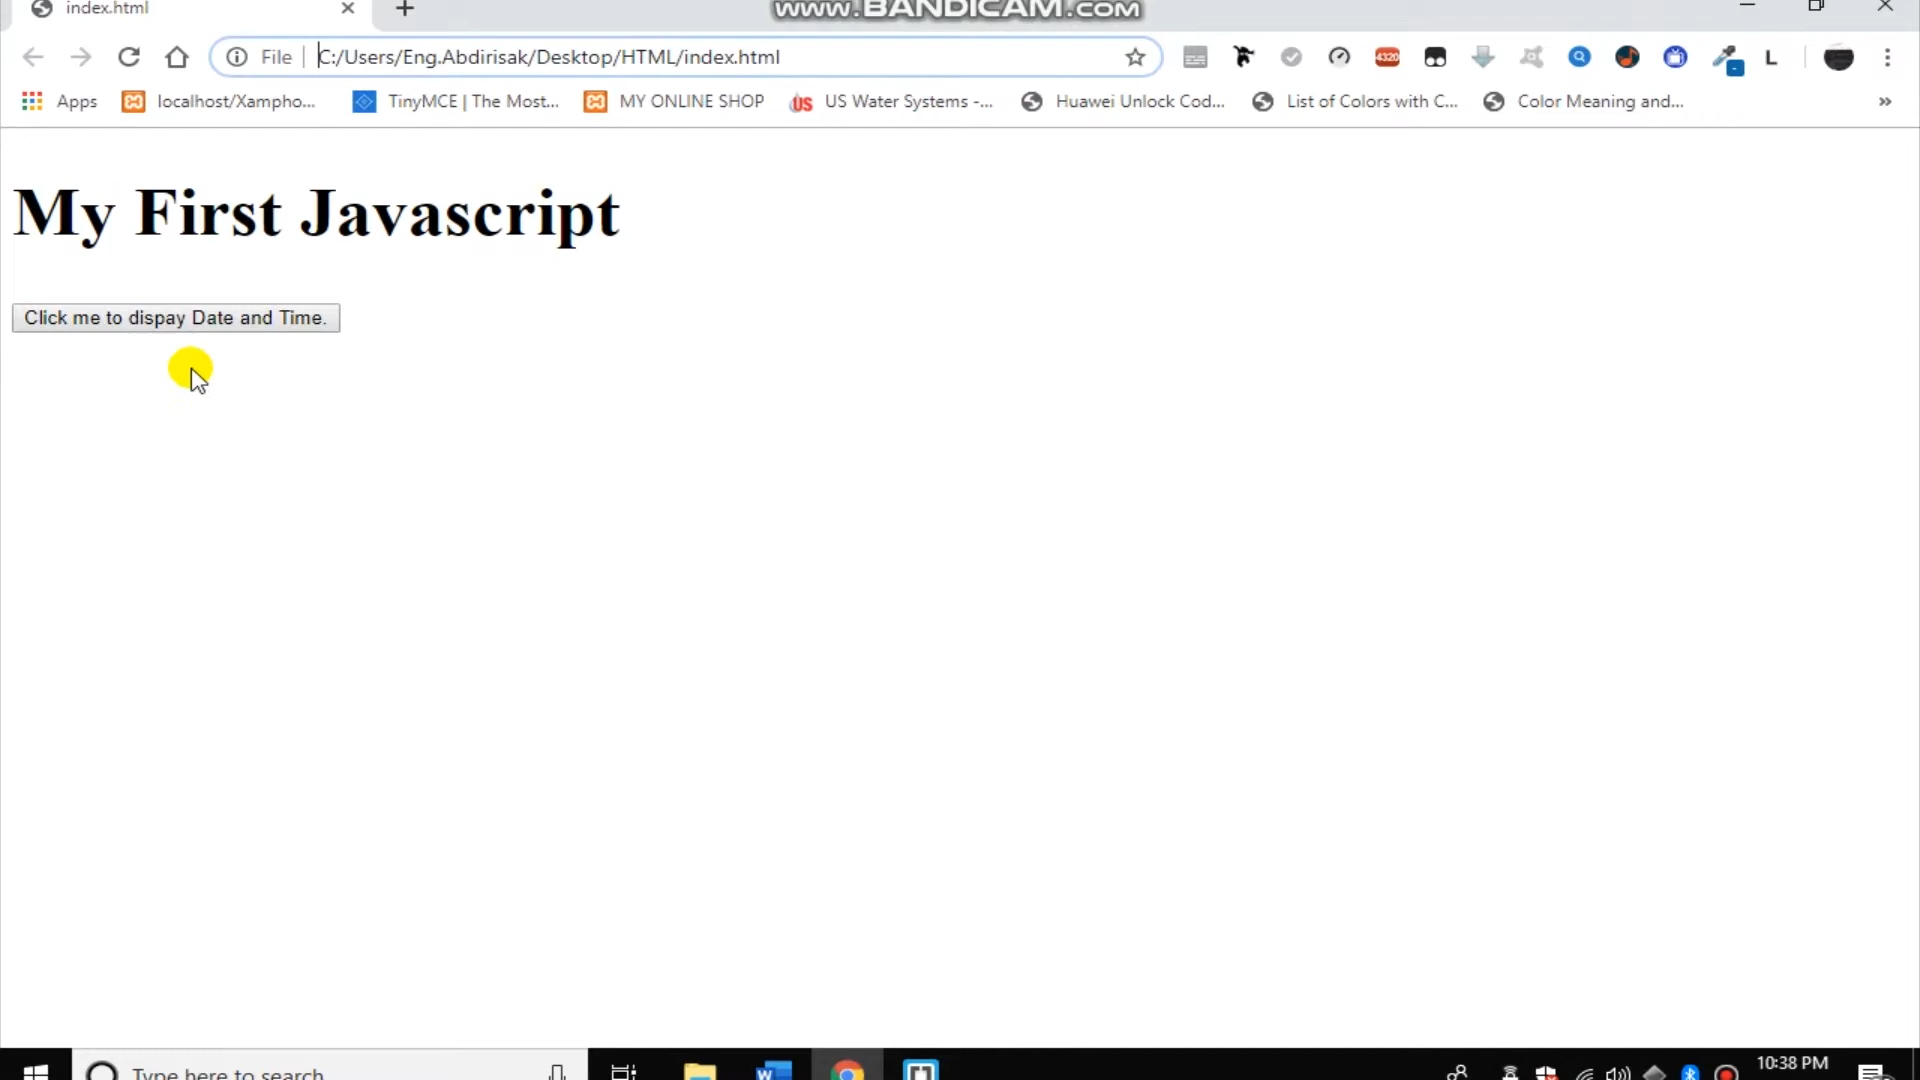 index.html
www.BANDICAM.com
File
C:/Users/Eng.Abdirisak/Desktop/HTML/index.html
4320
L
Apps
localhost/Xampho...
TinyMCE | The Most...
MY ONLINE SHOP
US
US Water Systems -...
Huawei Unlock Cod...
List of Colors with C...
Color Meaning and...
»
My First Javascript
Click me to dispay Date and Time.
Type here to search
W
10:38 PM